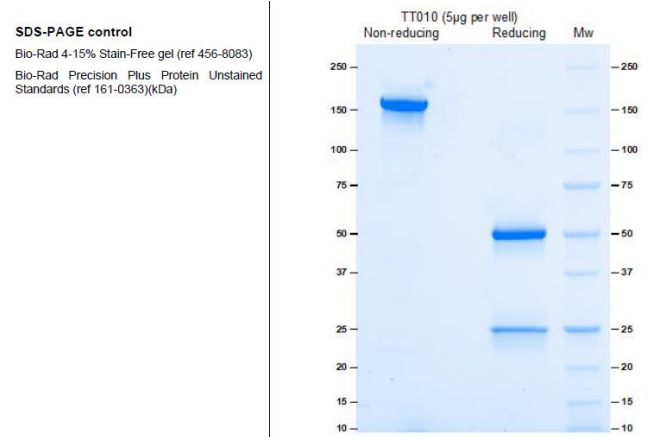 SDS-PAGE control
Bio-Rad 4-15% Stain-Free gel (ref 456-8083)
Bio-Rad Precision Plus Protein Unstained
Standards (ref 161-0363)(kDa)
TT010 (5µg per well)
Non-reducing Reducing Mw
250 250
150 150
100 100
75 75
50 50
37 37
25 25
20 20
15 15
10 10